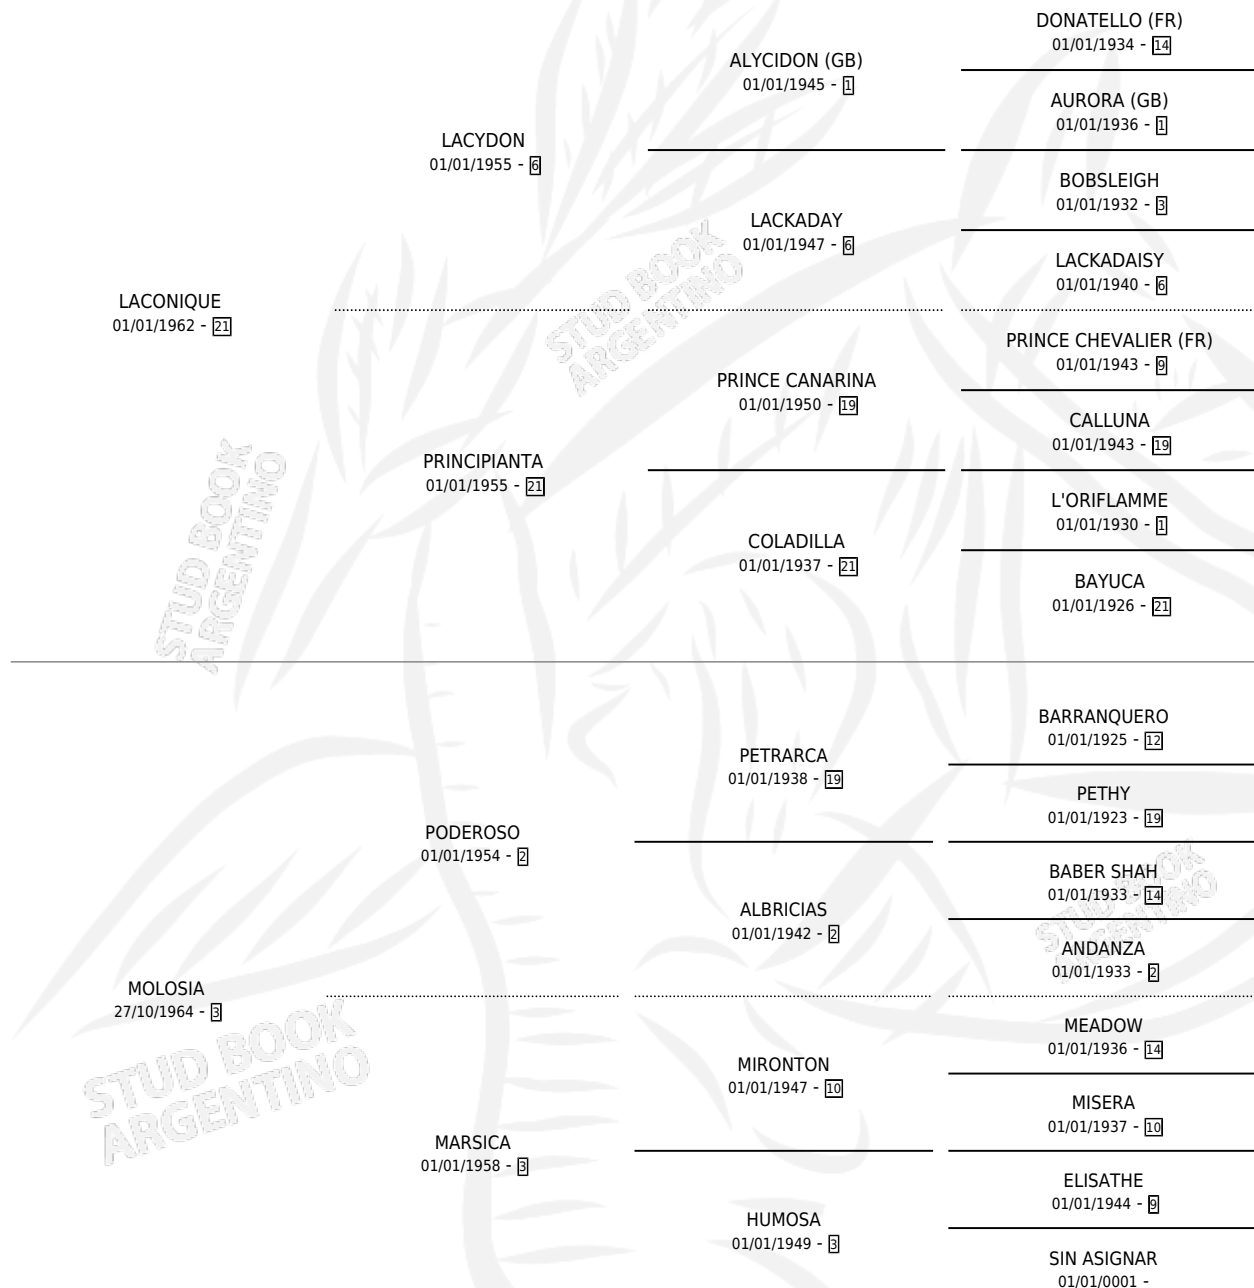 DONATELLO (FR)
01/01/1934 - 14
ALYCIDON (GB)
01/01/1945 - 1
AURORA (GB)
01/01/1936 - 1
LACYDON
01/01/1955 - 6
BOBSLEIGH
01/01/1932 - 3
LACKADAY
01/01/1947 - 6
LACKADAISY
01/01/1940 - 6
LACONIQUE
01/01/1962 - 21
PRINCE CHEVALIER (FR)
01/01/1943 - 9
PRINCE CANARINA
01/01/1950 - 19
CALLUNA
01/01/1943 - 19
PRINCIPIANTA
01/01/1955 - 21
L'ORIFLAMME
01/01/1930 - 1
COLADILLA
01/01/1937 - 21
BAYUCA
01/01/1926 - 21
BARRANQUERO
01/01/1925 - 12
PETRARCA
01/01/1938 - 19
PETHY
01/01/1923 - 19
PODEROSO
01/01/1954 - 2
BABER SHAH
01/01/1933 - 14
ALBRICIAS
01/01/1942 - 2
ANDANZA
01/01/1933 - 2
MOLOSIA
27/10/1964 - 3
MEADOW
01/01/1936 - 14
MIRONTON
01/01/1947 - 10
MISERA
01/01/1937 - 10
MARSICA
01/01/1958 - 3
ELISATHE
01/01/1944 - 9
HUMOSA
01/01/1949 - 3
SIN ASIGNAR
01/01/0001 -
STUD BOOK
ARGENTINO
STUD BOOK
ARGENTINO
STUD BOOK
ARGENTINO
STUD BOOK
ARGENTINO